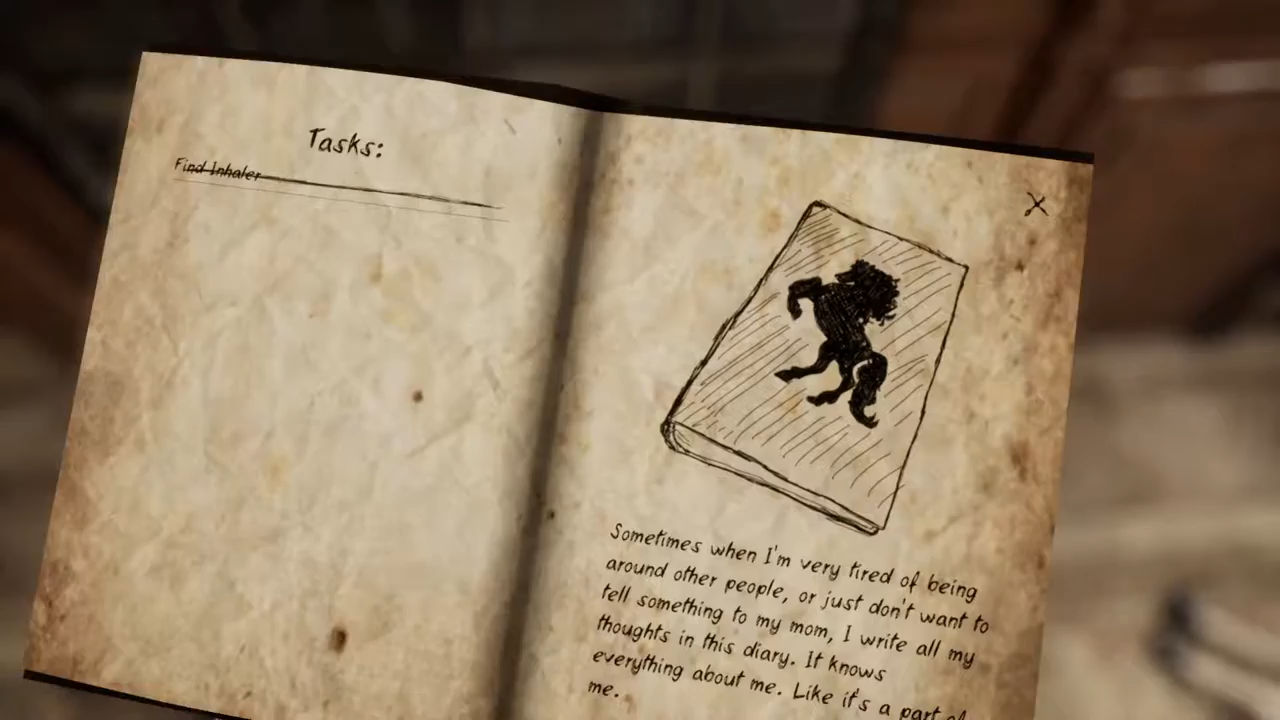 Tasks:
Find Inhaler
Sometimes when I'm very tired of being
around other people, or just don't want to
tell something to my mom, I write all my
thoughts in this diary. It knows
everything about me. Like it's a part of
me.